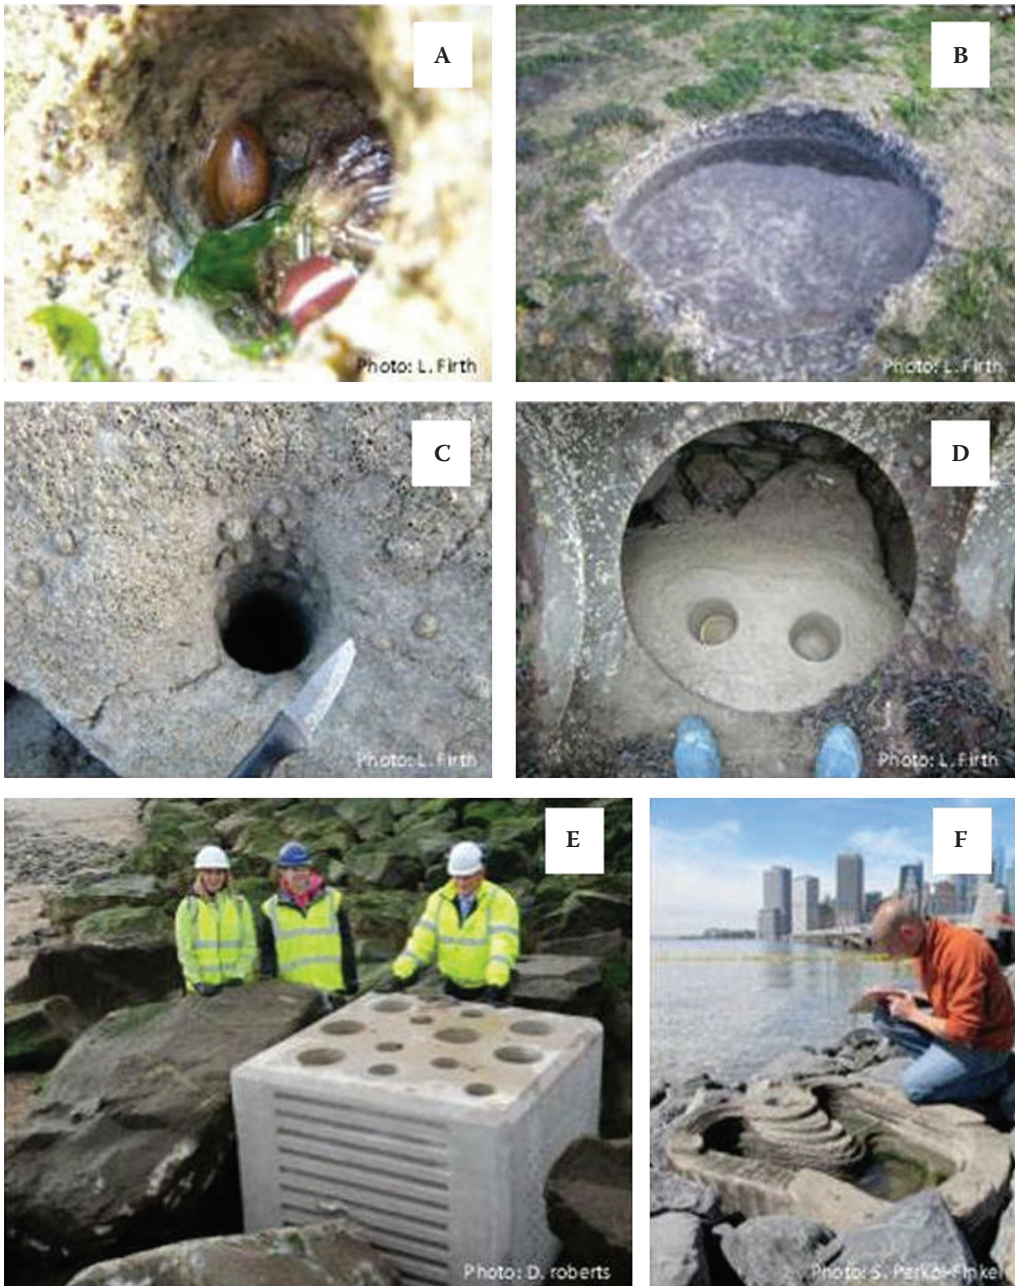 A
Photo: L. Firth
B
Photo: L. Firth
C
Photo: L. Firth
D
Photo: L. Firth
E
Photo: D. roberts
F
Photo: S. Perkol-Finkel